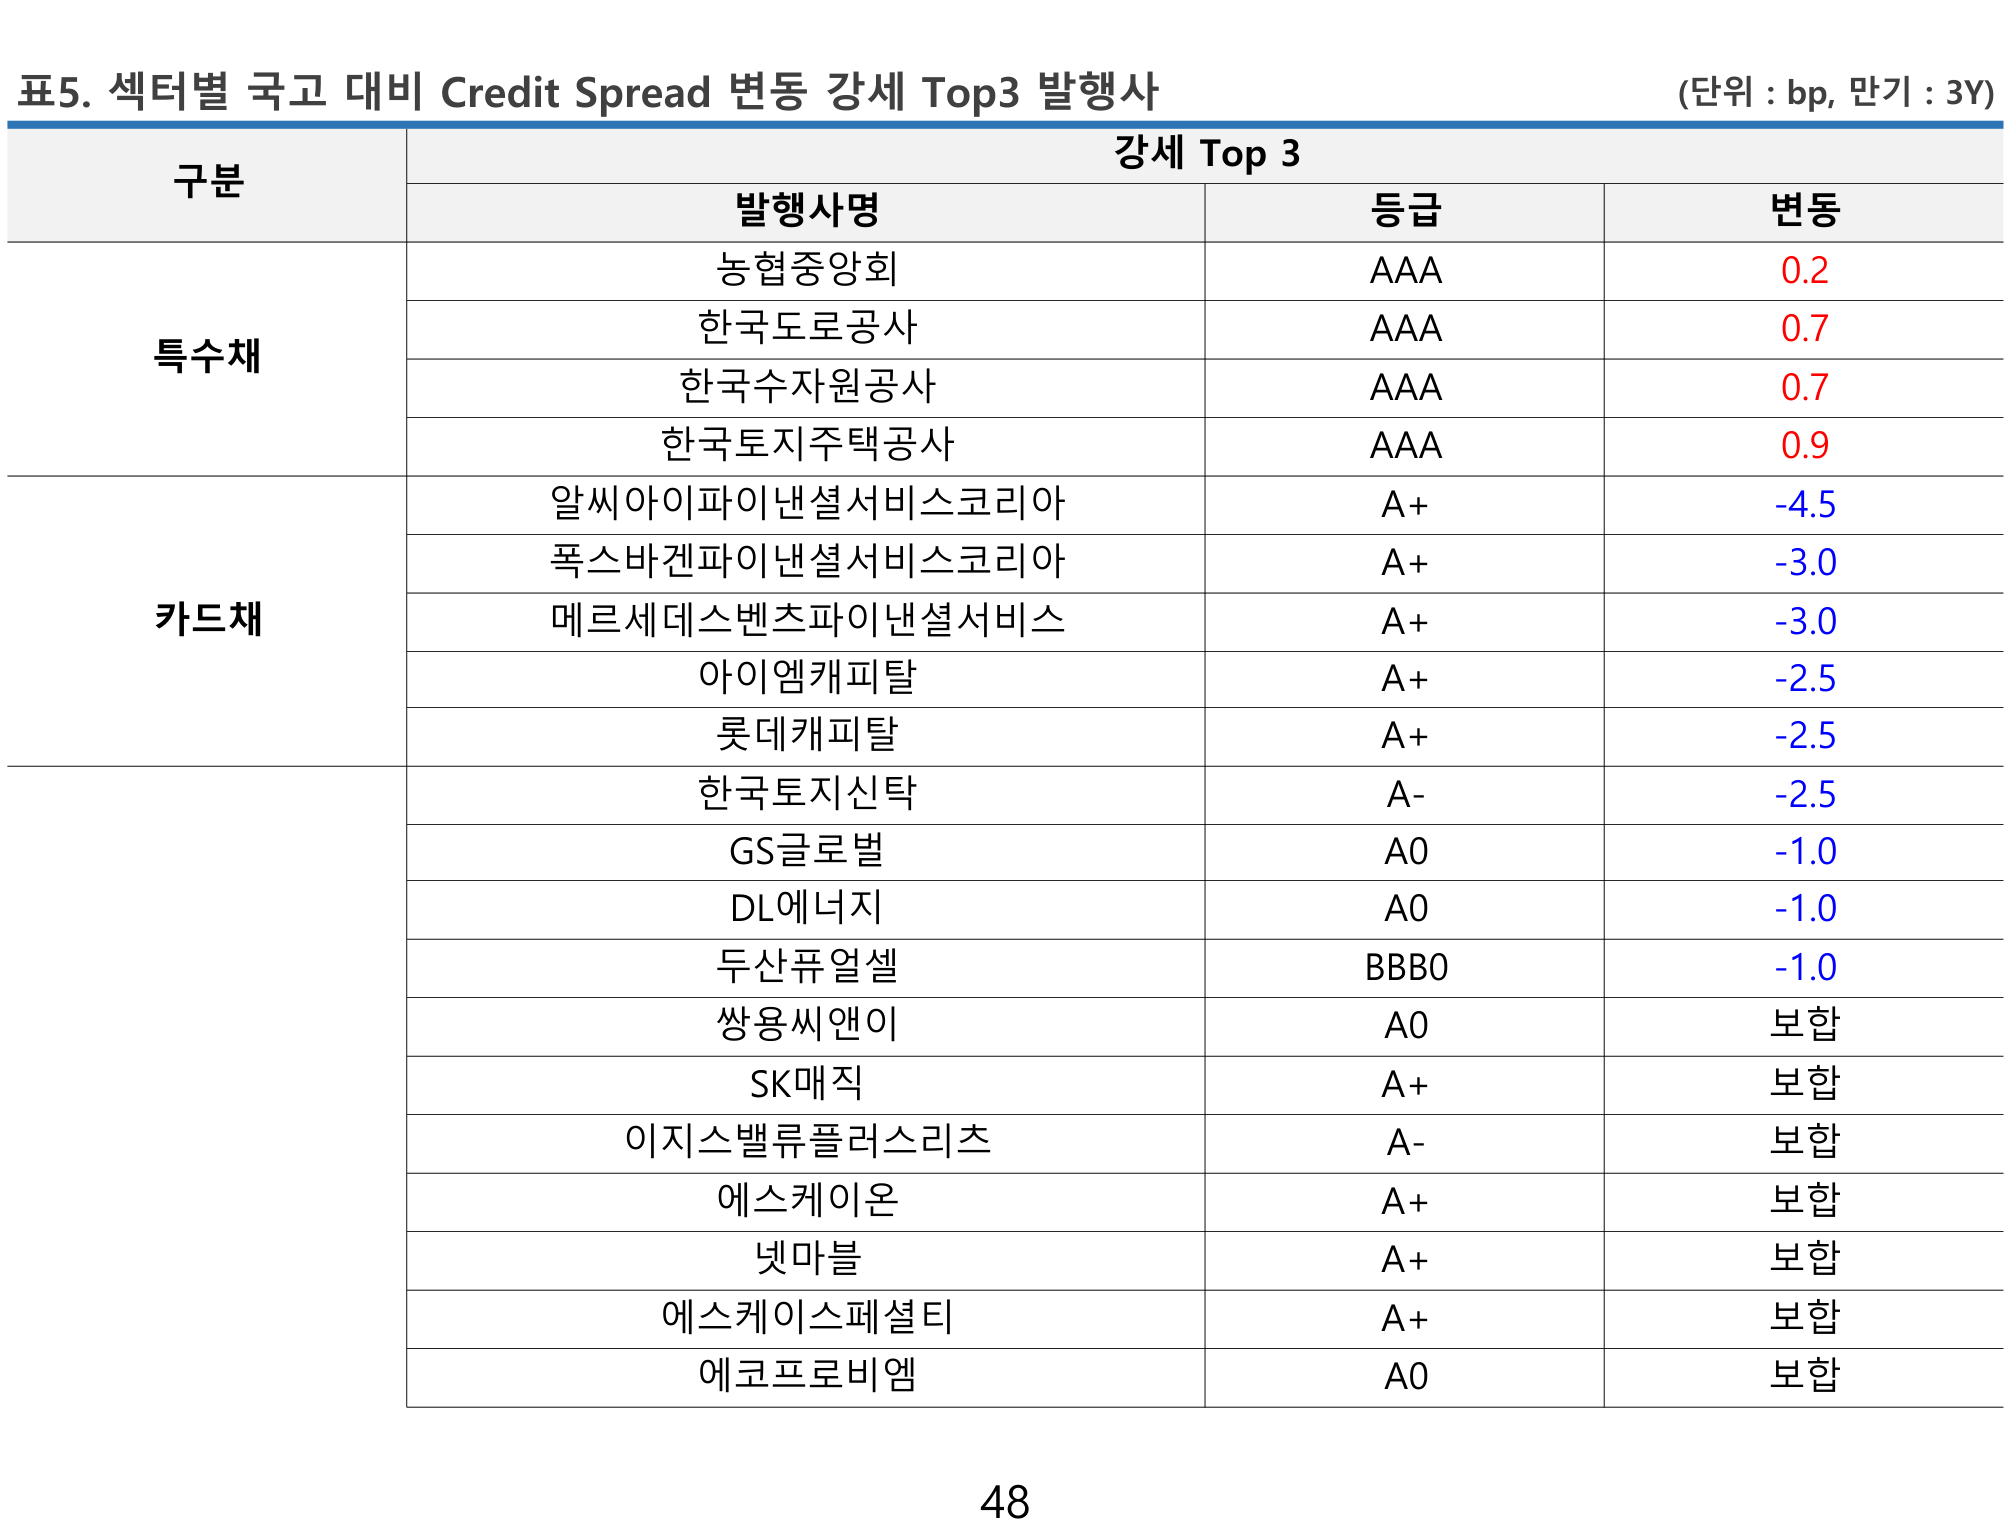 표5. 섹터별 국고 대비 Credit Spread 변동 강세 Top3 발행사 (단위 : bp, 만기 : 3Y)
구분 강세 Top 3
발행사명 등급 변동
특수채
농협중앙회 AAA 0.2
한국도로공사 AAA 0.7
한국수자원공사 AAA 0.7
한국토지주택공사 AAA 0.9
카드채
알씨아이파이낸셜서비스코리아 A+ -4.5
폭스바겐파이낸셜서비스코리아 A+ -3.0
메르세데스벤츠파이낸셜서비스 A+ -3.0
아이엠캐피탈 A+ -2.5
롯데캐피탈 A+ -2.5
한국토지신탁 A- -2.5
GS글로벌 A0 -1.0
DL에너지 A0 -1.0
두산퓨얼셀 BBB0 -1.0
쌍용씨앤이 A0 보합
SK매직 A+ 보합
이지스밸류플러스리츠 A- 보합
에스케이온 A+ 보합
넷마블 A+ 보합
에스케이스페셜티 A+ 보합
에코프로비엠 A0 보합
48